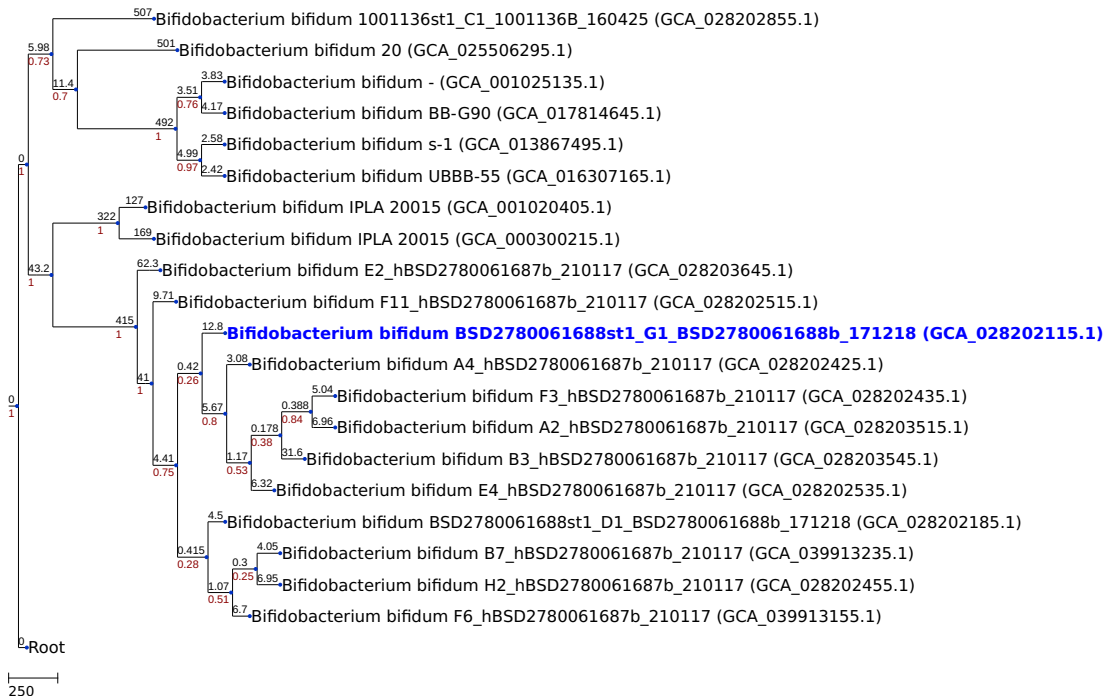 507
Bifidobacterium bifidum 1001136st1_C1_1001136B_160425 (GCA_028202855.1)
5.98
0.73
501
Bifidobacterium bifidum 20 (GCA_025506295.1)
11.4
0.7
3.83
Bifidobacterium bifidum - (GCA_001025135.1)
3.51
0.76
4.17
Bifidobacterium bifidum BB-G90 (GCA_017814645.1)
492
1
2.58
Bifidobacterium bifidum s-1 (GCA_013867495.1)
4.99
0.97
2.42
Bifidobacterium bifidum UBBB-55 (GCA_016307165.1)
0
1
127
Bifidobacterium bifidum IPLA 20015 (GCA_001020405.1)
322
1
169
Bifidobacterium bifidum IPLA 20015 (GCA_000300215.1)
43.2
1
62.3
Bifidobacterium bifidum E2_hBSD2780061687b_210117 (GCA_028203645.1)
9.71
Bifidobacterium bifidum F11_hBSD2780061687b_210117 (GCA_028202515.1)
415
1
12.8
Bifidobacterium bifidum BSD2780061688st1_G1_BSD2780061688b_171218 (GCA_028202115.1)
3.08
Bifidobacterium bifidum A4_hBSD2780061687b_210117 (GCA_028202425.1)
0.42
0.26
41
1
5.04
Bifidobacterium bifidum F3_hBSD2780061687b_210117 (GCA_028202435.1)
0.388
0.84
5.67
0.8
6.96
Bifidobacterium bifidum A2_hBSD2780061687b_210117 (GCA_028203515.1)
0.178
0.38
31.6
Bifidobacterium bifidum B3_hBSD2780061687b_210117 (GCA_028203545.1)
1.17
0.53
4.41
0.75
6.32
Bifidobacterium bifidum E4_hBSD2780061687b_210117 (GCA_028202535.1)
0
1
4.5
Bifidobacterium bifidum BSD2780061688st1_D1_BSD2780061688b_171218 (GCA_028202185.1)
0.415
0.28
4.05
Bifidobacterium bifidum B7_hBSD2780061687b_210117 (GCA_039913235.1)
0.3
0.25
6.95
Bifidobacterium bifidum H2_hBSD2780061687b_210117 (GCA_028202455.1)
1.07
0.51
6.7
Bifidobacterium bifidum F6_hBSD2780061687b_210117 (GCA_039913155.1)
0
Root
250